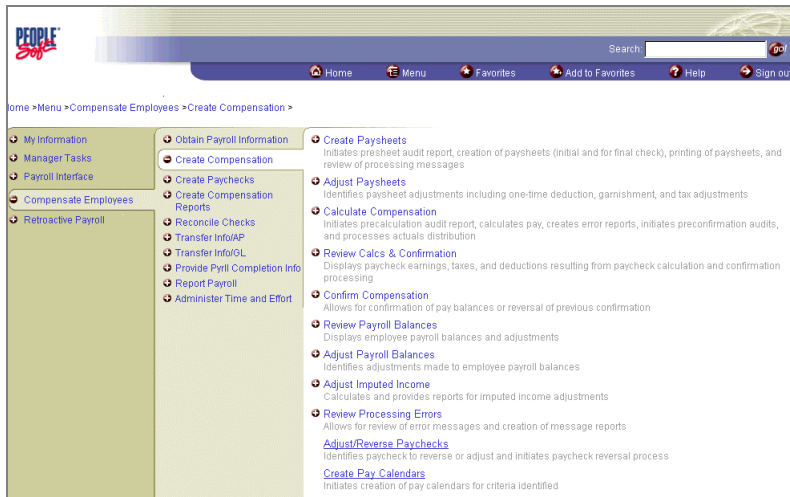 PEOPLE
Soft
Search:
go!
Home
Menu
Favorites
Add to Favorites
Help
Sign out
ome >Menu >Compensate Employees >Create Compensation >
My Information
Manager Tasks
Payroll Interface
Compensate Employees
Retroactive Payroll
Obtain Payroll Information
Create Compensation
Create Paychecks
Create Compensation
Reports
Reconcile Checks
Transfer Info/AP
Transfer Info/GL
Provide Pyrll Completion Info
Report Payroll
Administer Time and Effort
Create Paysheets
Initiates presheet audit report, creation of paysheets (initial and for final check), printing of paysheets, and
review of processing messages
Adjust Paysheets
Identifies paysheet adjustments including one-time deduction, garnishment, and tax adjustments
Calculate Compensation
Initiates precalculation audit report, calculates pay, creates error reports, initiates preconfirmation audits,
and processes actuals distribution
Review Calcs & Confirmation
Displays paycheck earnings, taxes, and deductions resulting from paycheck calculation and confirmation
processing
Confirm Compensation
Allows for confirmation of pay balances or reversal of previous confirmation
Review Payroll Balances
Displays employee payroll balances and adjustments
Adjust Payroll Balances
Identifies adjustments made to employee payroll balances
Adjust Imputed Income
Calculates and provides reports for imputed income adjustments
Review Processing Errors
Allows for review of error messages and creation of message reports
Adjust/Reverse Paychecks
Identifies paycheck to reverse or adjust and initiates paycheck reversal process
Create Pay Calendars
Initiates creation of pay calendars for criteria identified